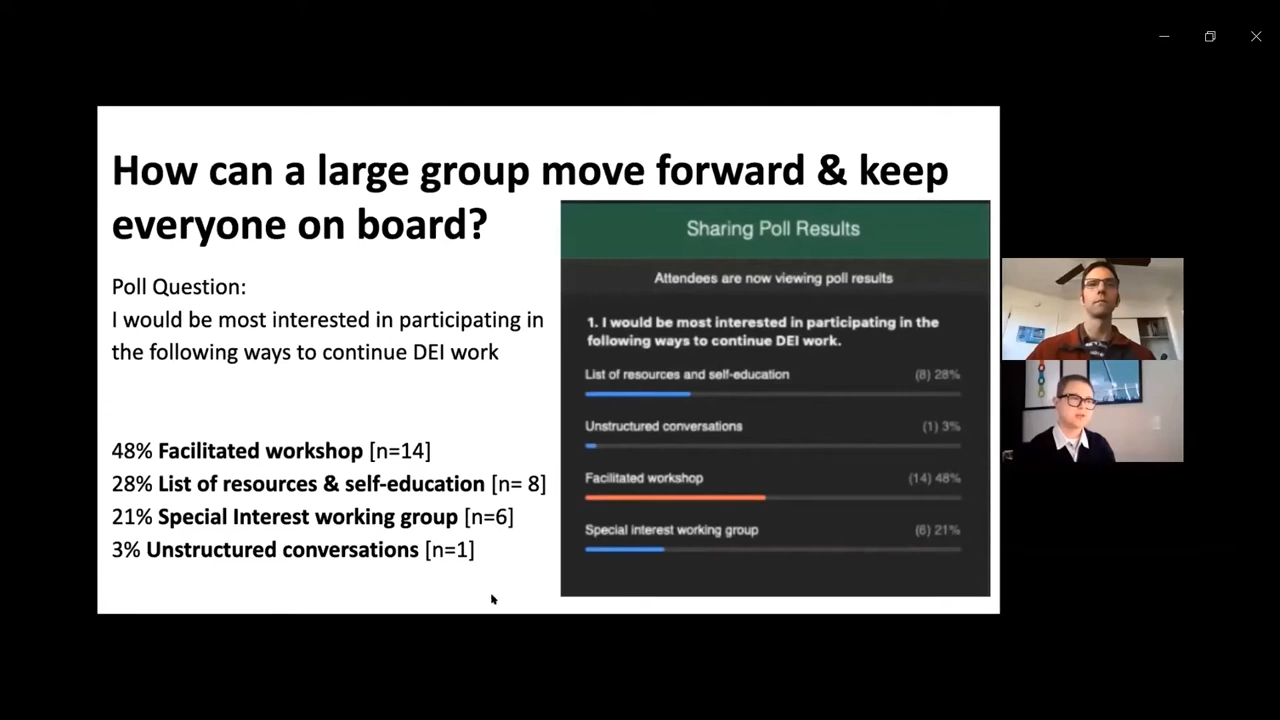 How can a large group move forward & keep
everyone on board?
Poll Question:
I would be most interested in participating in
the following ways to continue DEI work
48% Facilitated workshop [n=14]
28% List of resources & self-education [n= 8]
21% Special Interest working group [n=6]
3% Unstructured conversations [n=1]
Sharing Poll Results
Attendees are now viewing poll results
1. I would be most interested in participating in the
following ways to continue DEI work.
List of resources and self-education (8) 28%
Unstructured conversations (1) 3%
Facilitated workshop (14) 48%
Special interest working group (6) 21%